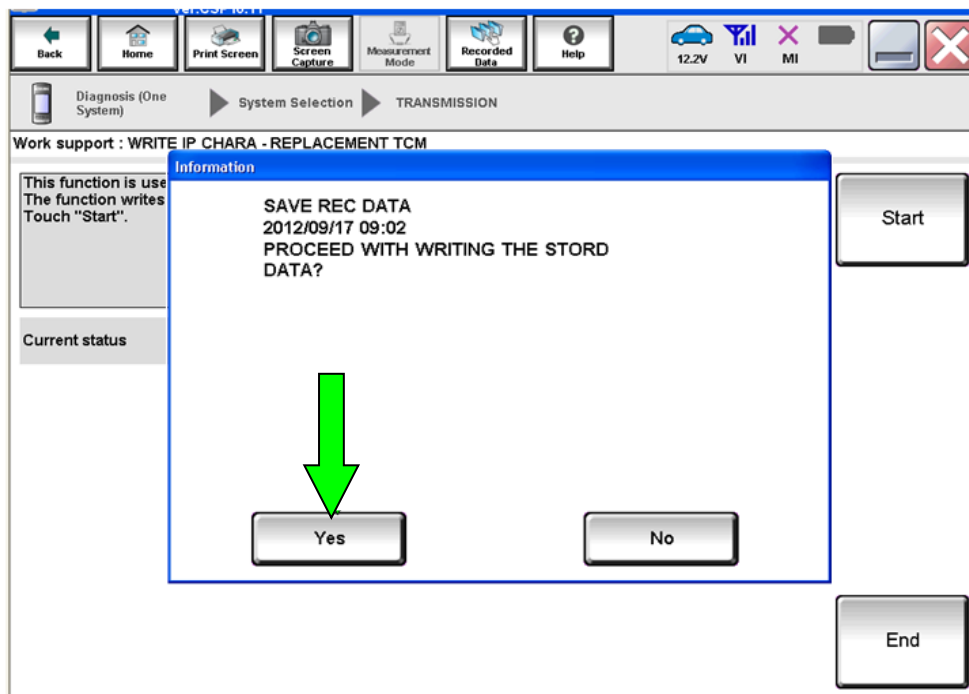 Back
Home
Print Screen
Screen
Capture
Measurement
Mode
Recorded
Data
Help
12.2V
VI
MI
Diagnosis (One
System)
System Selection
TRANSMISSION
Work support : WRITE IP CHARA - REPLACEMENT TCM
Information
This function is use
The function writes
Touch "Start".
SAVE REC DATA
2012/09/17 09:02
PROCEED WITH WRITING THE STORD
DATA?
Start
Current status
Yes
No
End